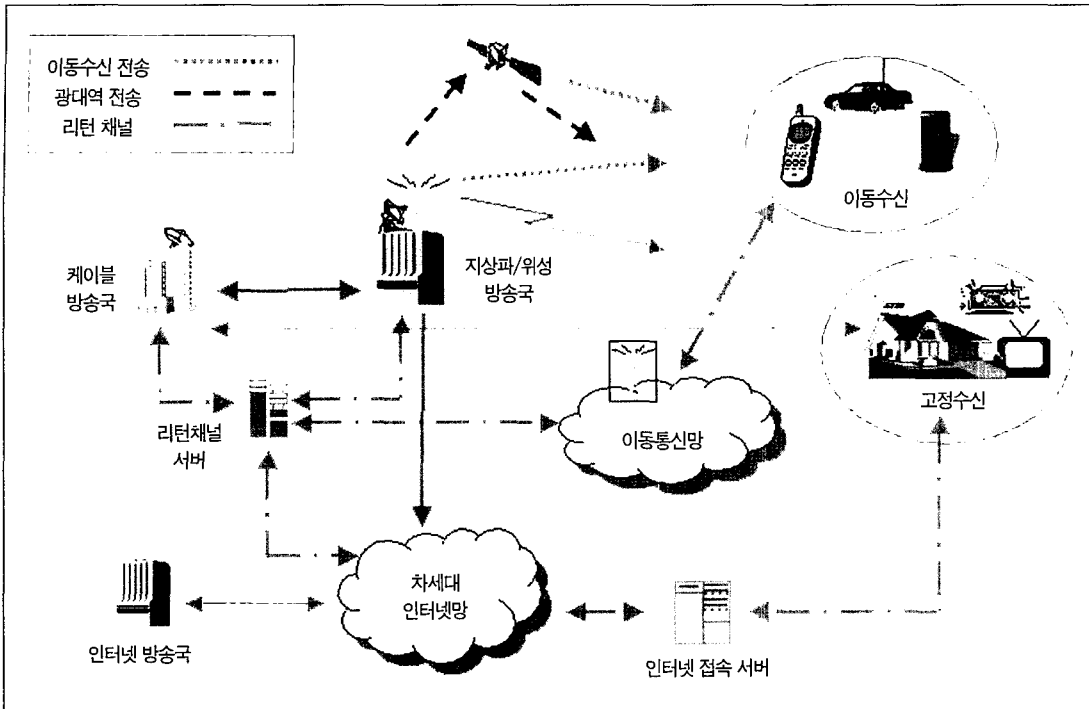 이동수신 전송
광대역 전송
리턴 채널
이동수신
케이블
방송국
지상파/위성
방송국
고정수신
리턴채널
서버
이동통신망
차세대
인터넷망
인터넷 방송국
인터넷 접속 서버